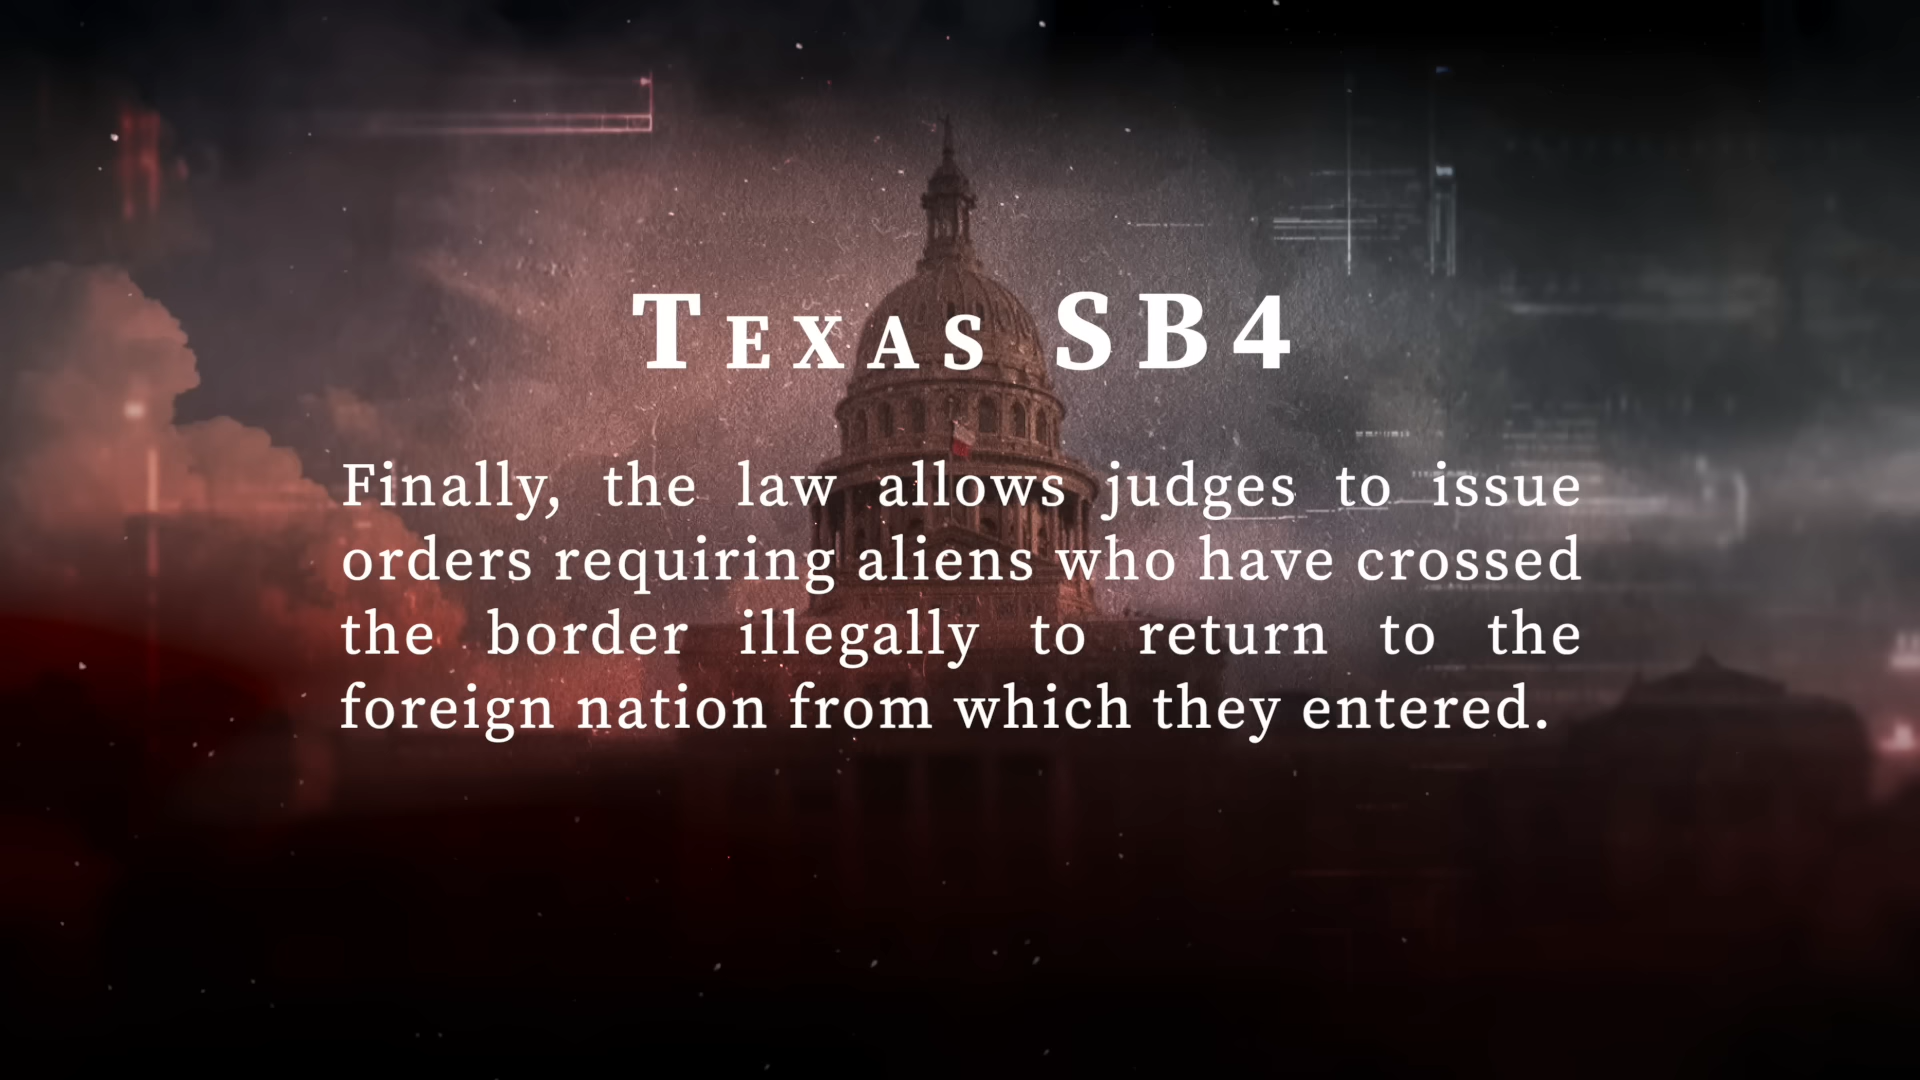 Texas SB4
Finally, the law allows judges to issue
orders requiring aliens who have crossed
the border illegally to return to the
foreign nation from which they entered.